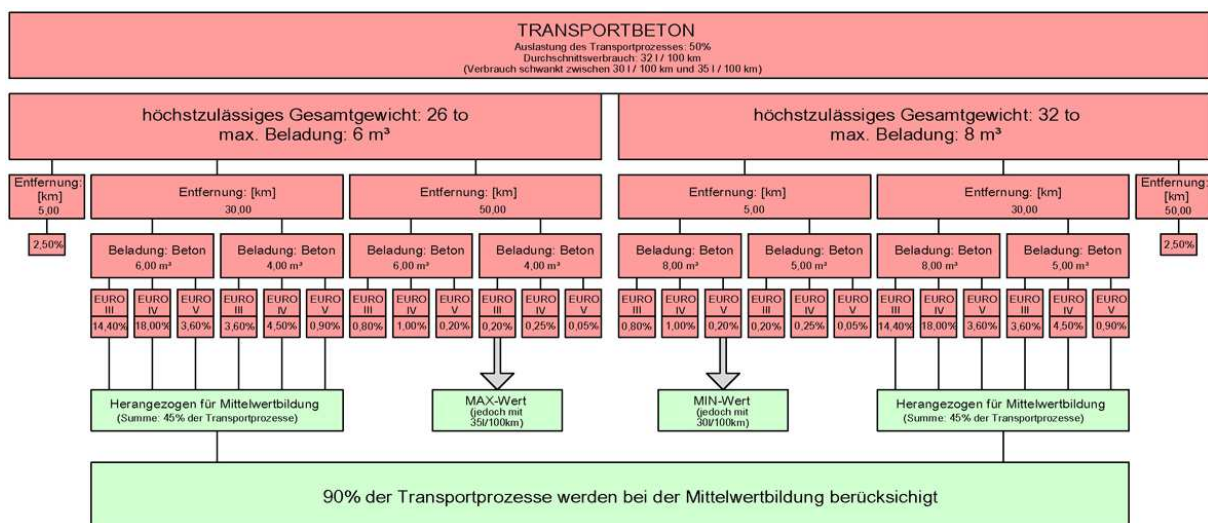 TRANSPORTBETON
Auslastung des Transportprozesses: 50%
Durchschnittsverbrauch: 32 l / 100 km
(Verbrauch schwankt zwischen 30 l / 100 km und 35 l / 100 km)
höchstzulässiges Gesamtgewicht: 26 to
max. Beladung: 6 m³
höchstzulässiges Gesamtgewicht: 32 to
max. Beladung: 8 m³
Entfernung:
[km]
5,00
Entfernung: [km]
30,00
Entfernung: [km]
50,00
Entfernung: [km]
5,00
Entfernung: [km]
30,00
Entfernung:
[km]
50,00
2,50%
Beladung: Beton
6,00 m³
Beladung: Beton
4,00 m³
Beladung: Beton
6,00 m³
Beladung: Beton
4,00 m³
Beladung: Beton
8,00 m³
Beladung: Beton
5,00 m³
Beladung: Beton
8,00 m³
Beladung: Beton
5,00 m³
2,50%
EURO III
14,40%
EURO IV
18,00%
EURO V
3,60%
EURO III
3,60%
EURO IV
4,50%
EURO V
0,90%
EURO III
0,80%
EURO IV
1,00%
EURO V
0,20%
EURO III
0,20%
EURO IV
0,25%
EURO V
0,05%
EURO III
0,80%
EURO IV
1,00%
EURO V
0,20%
EURO III
0,20%
EURO IV
0,25%
EURO V
0,05%
EURO III
14,40%
EURO IV
18,00%
EURO V
3,60%
EURO III
3,60%
EURO IV
4,50%
EURO V
0,90%
Herangezogen für Mittelwertbildung
(Summe: 45% der Transportprozesse)
MAX-Wert
(jedoch mit
35l/100km)
MIN-Wert
(jedoch mit
30l/100km)
Herangezogen für Mittelwertbildung
(Summe: 45% der Transportprozesse)
90% der Transportprozesse werden bei der Mittelwertbildung berücksichigt